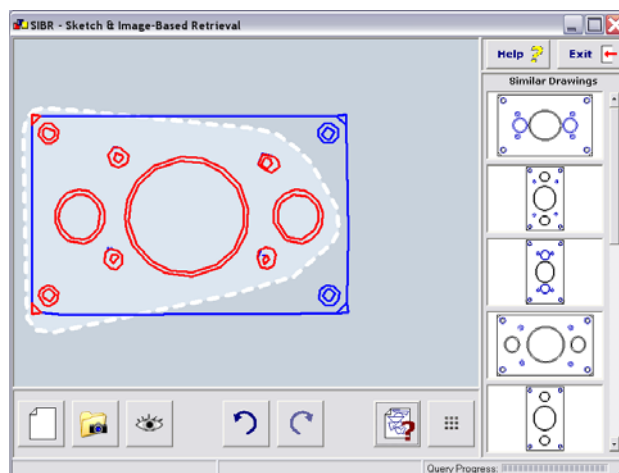 SIBR - Sketch & Image-Based Retrieval
Help
Exit
Similar Drawings
Query Progress: